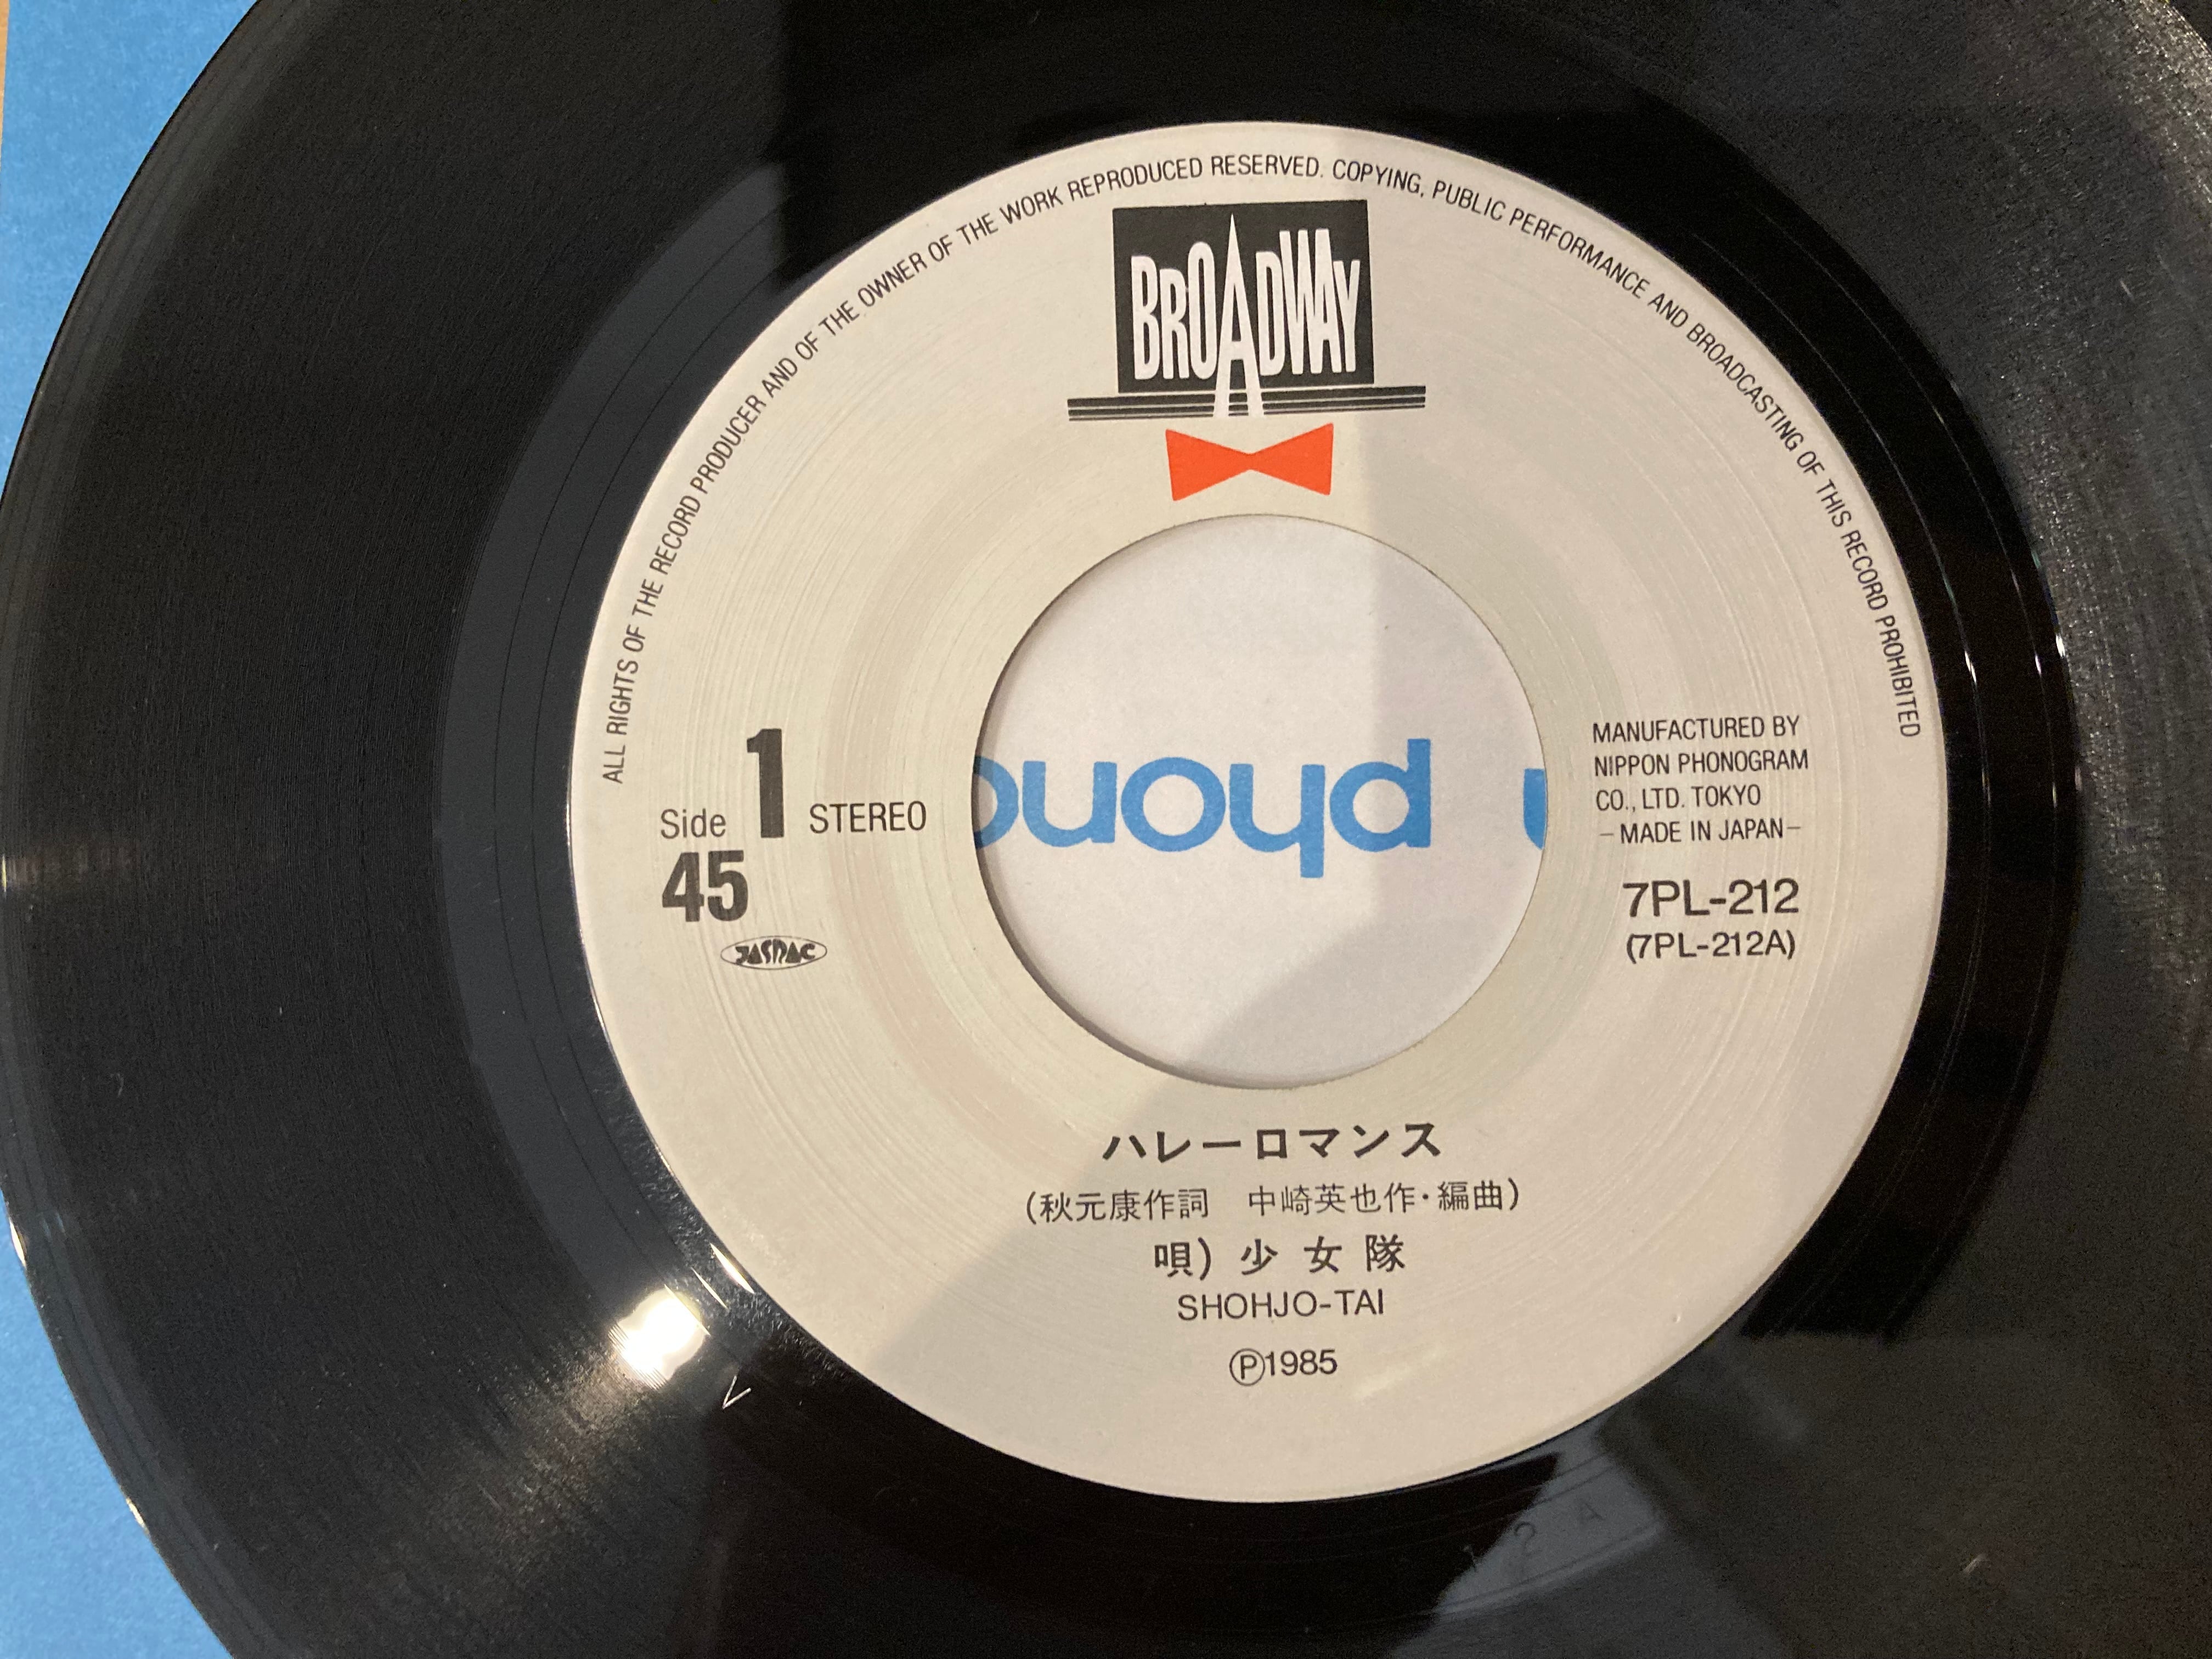 ALL RIGHTS OF THE RECORD PRODUCER AND OF THE OWNER OF THE WORK REPRODUCED RESERVED. COPYING, PUBLIC PERFORMANCE AND BROADCASTING OF THIS RECORD PROHIBITED
BROADWAY
Side 1 STEREO
45
JASRAC
phono
MANUFACTURED BY
NIPPON PHONOGRAM
CO., LTD. TOKYO
–MADE IN JAPAN–
7PL-212
(7PL-212A)
ハレーロマンス
(秋元康作詞 中崎英也作・編曲)
唄) 少女隊
SHOHJO-TAI
Ⓟ1985
1 2 A